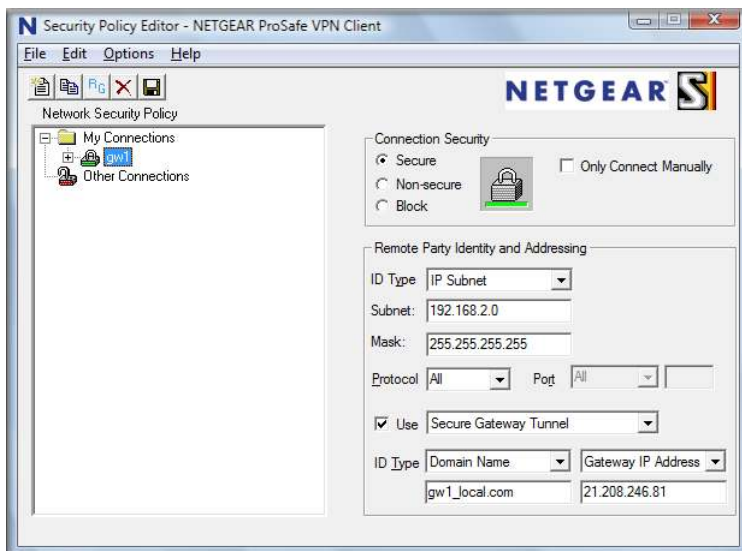 N Security Policy Editor - NETGEAR ProSafe VPN Client
File Edit Options Help
RG
NETGEAR
Network Security Policy
My Connections
gw1
Other Connections
Connection Security
Secure
Only Connect Manually
Non-secure
Block
Remote Party Identity and Addressing
ID Type IP Subnet
Subnet: 192.168.2.0
Mask: 255.255.255.255
Protocol All Port All
Use Secure Gateway Tunnel
ID Type Domain Name Gateway IP Address
gw1_local.com 21.208.246.81